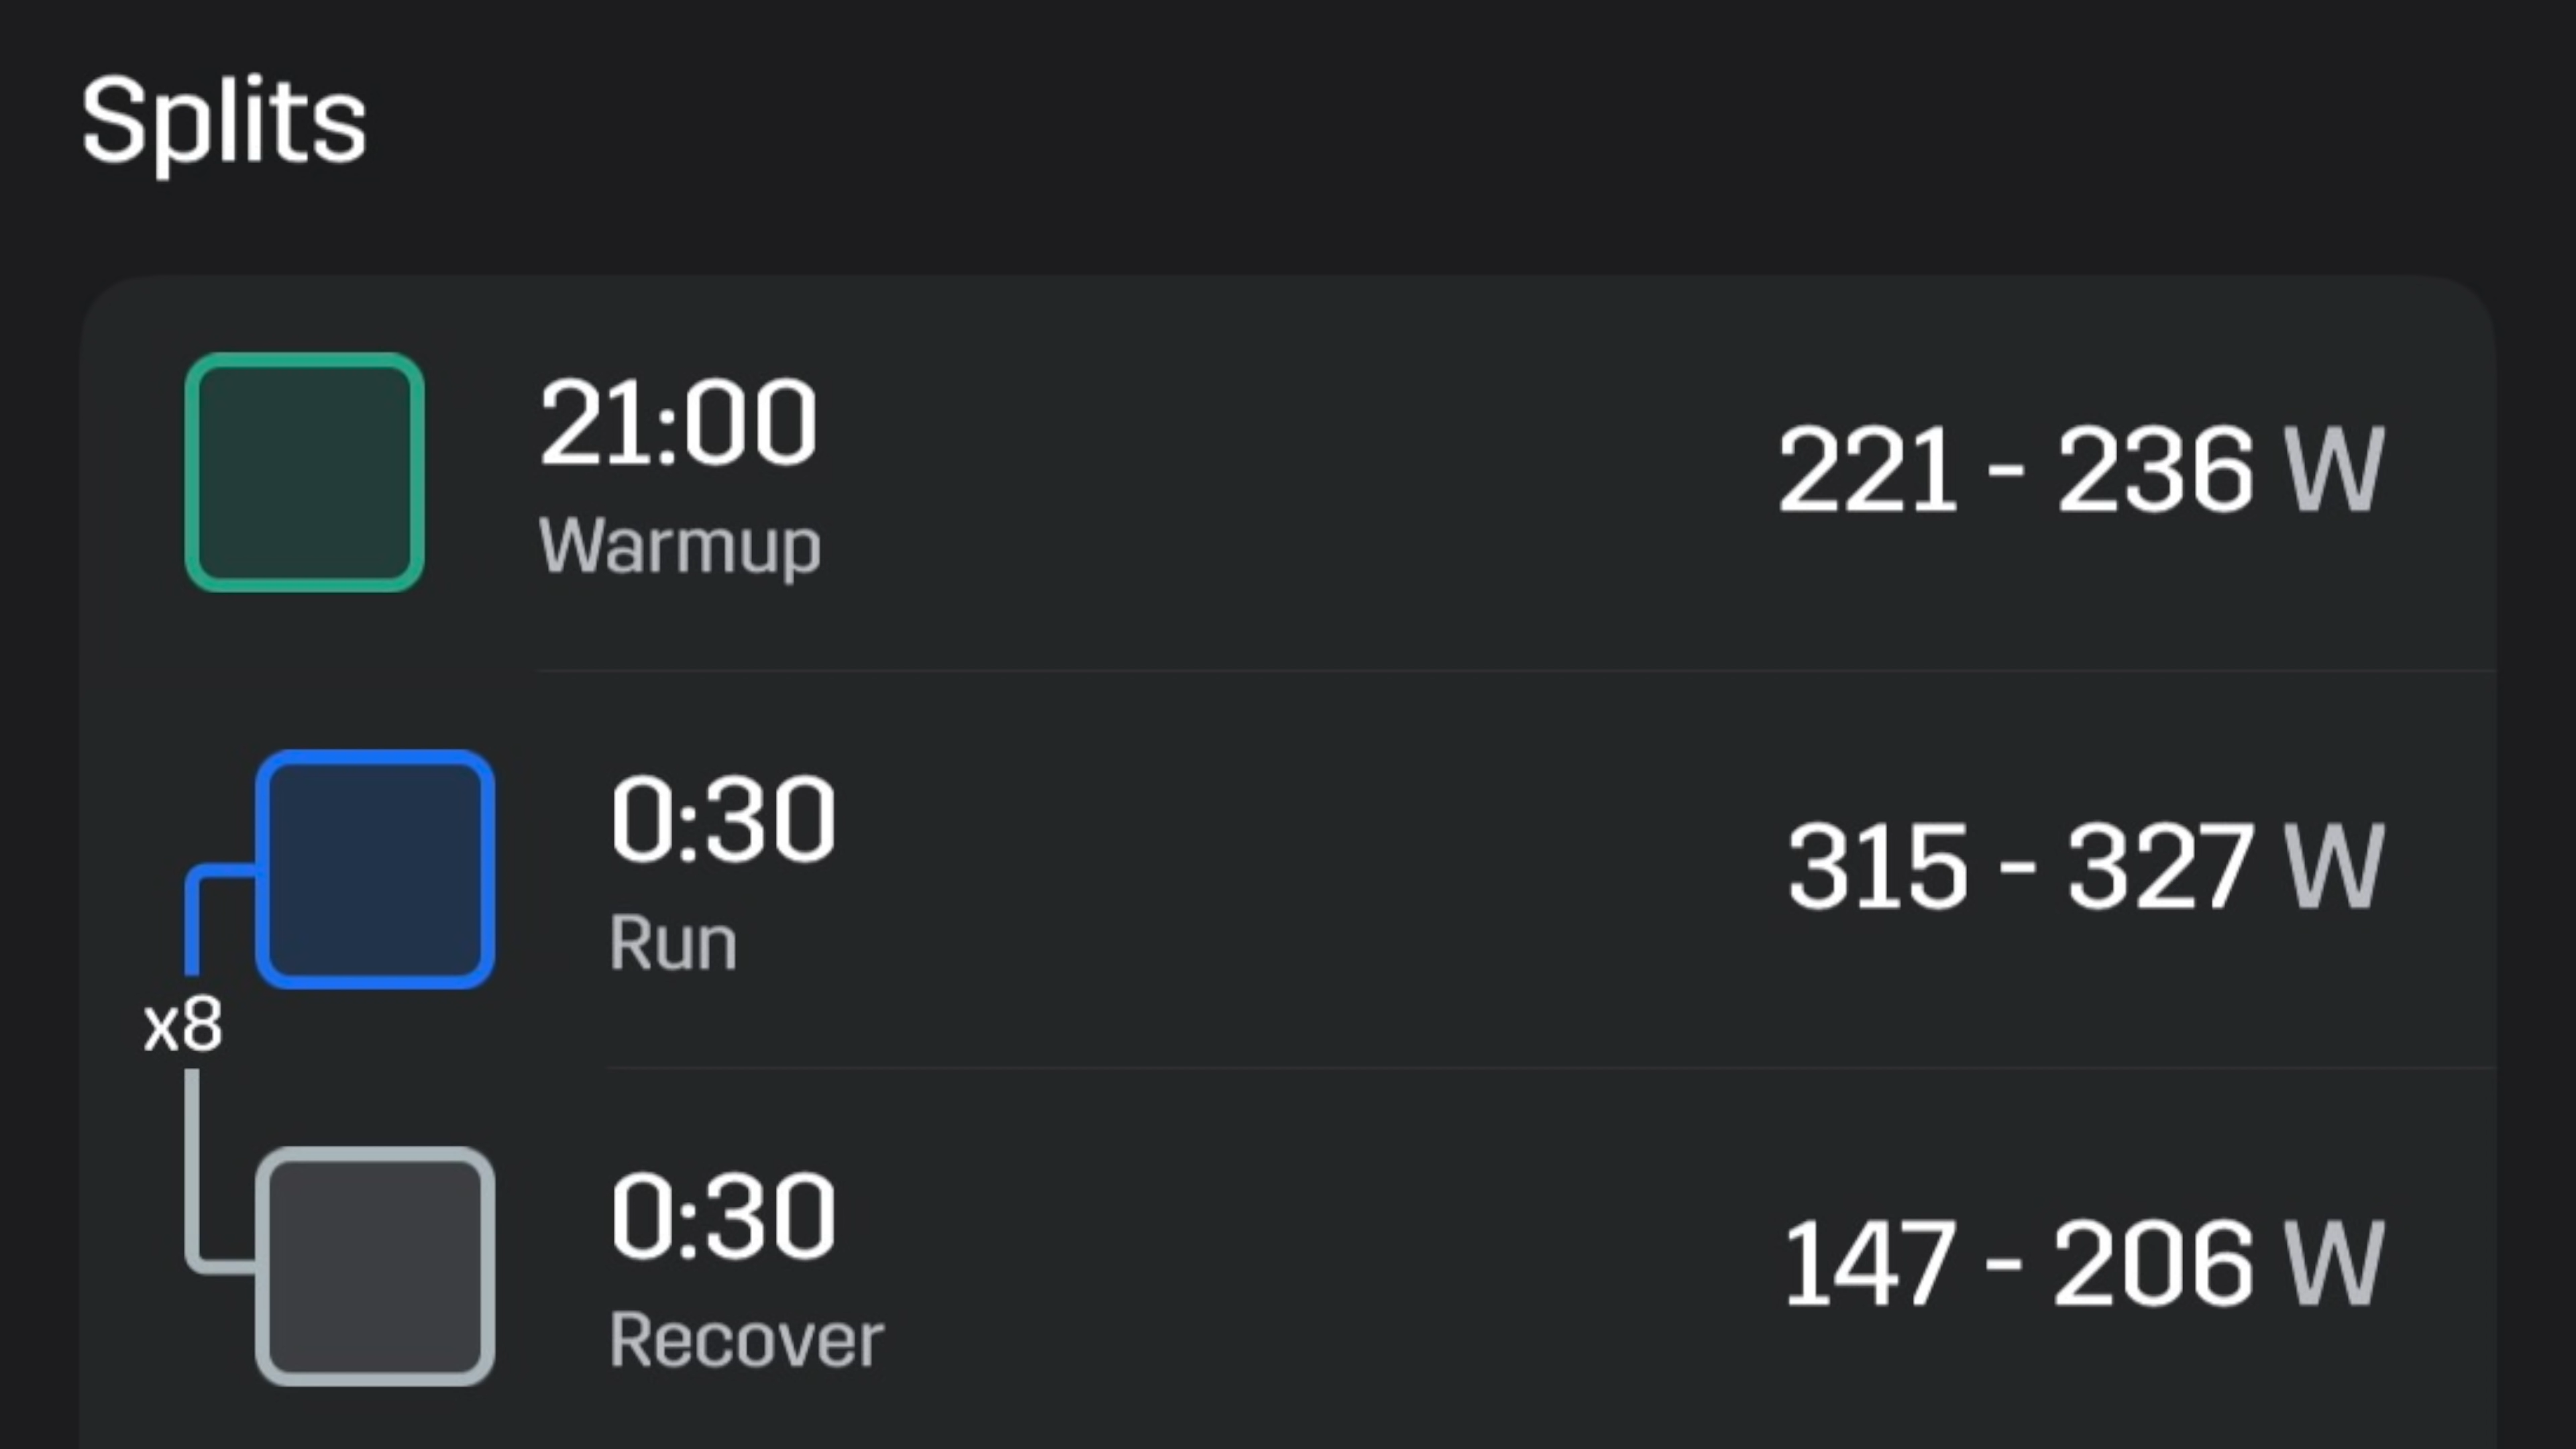 Splits
21:00
Warmup
221 - 236 W
0:30
Run
315 - 327 W
x8
0:30
Recover
147 - 206 W